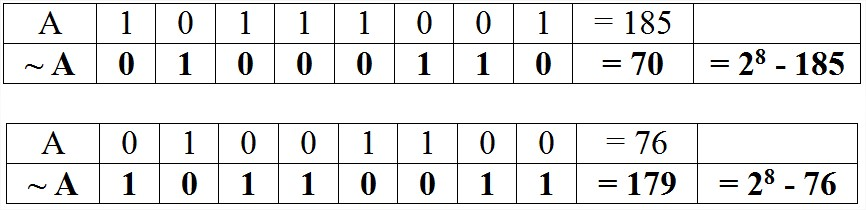 A 1 0 1 1 1 0 0 1 = 185
~ A 0 1 0 0 0 1 1 0 = 70 = 2⁸ - 185
A 0 1 0 0 1 1 0 0 = 76
~ A 1 0 1 1 0 0 1 1 = 179 = 2⁸ - 76